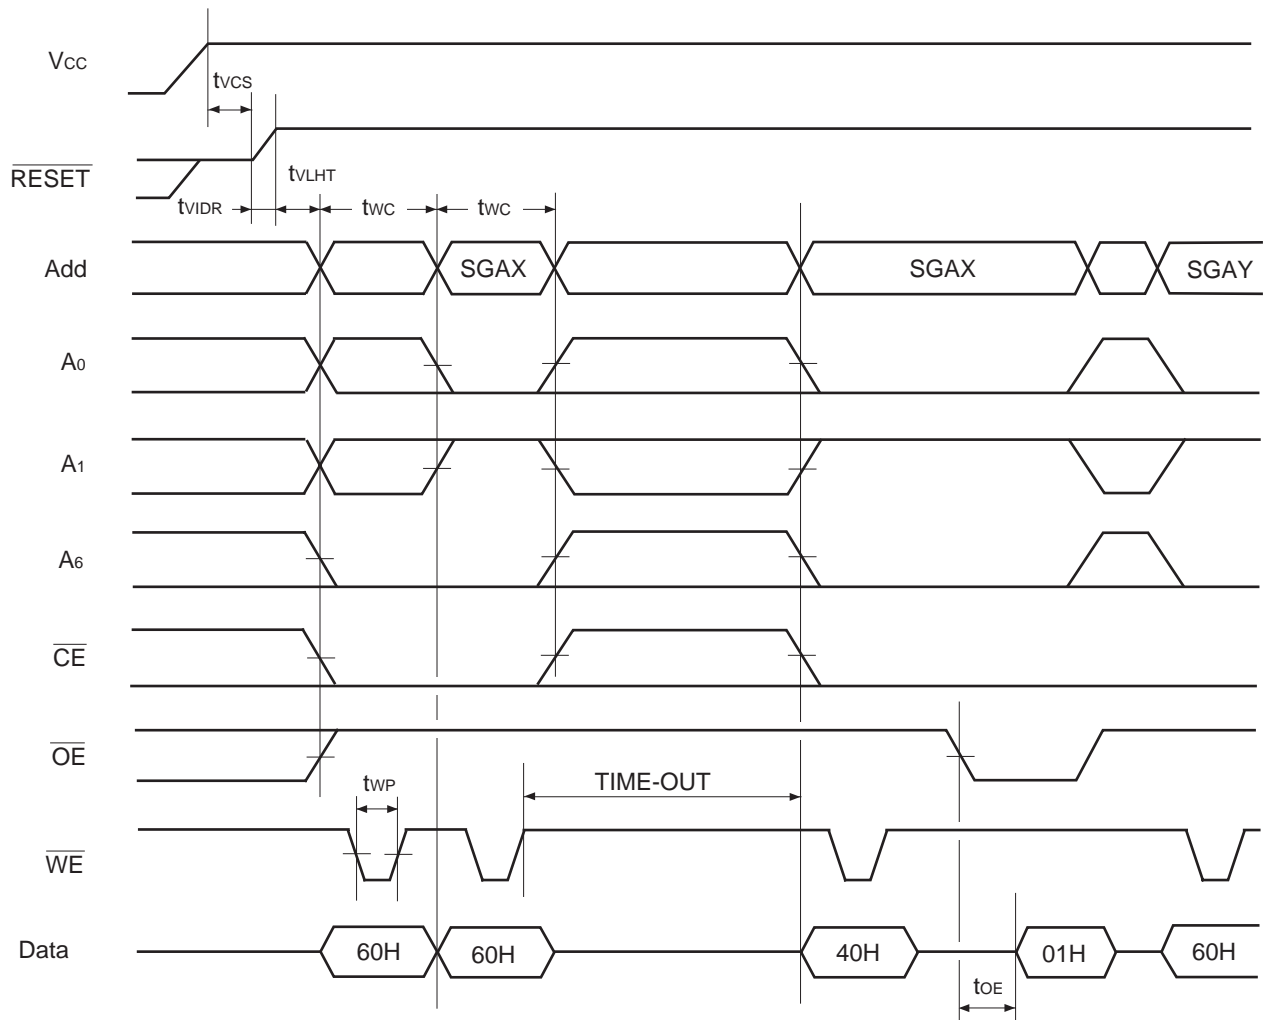 VCC
tVCS
RESET
tVLHT
tVIDR
tWC
tWC
Add
SGAX
SGAX
SGAY
A0
A1
A6
CE
OE
tWP
TIME-OUT
WE
Data
60H
60H
40H
01H
60H
tOE